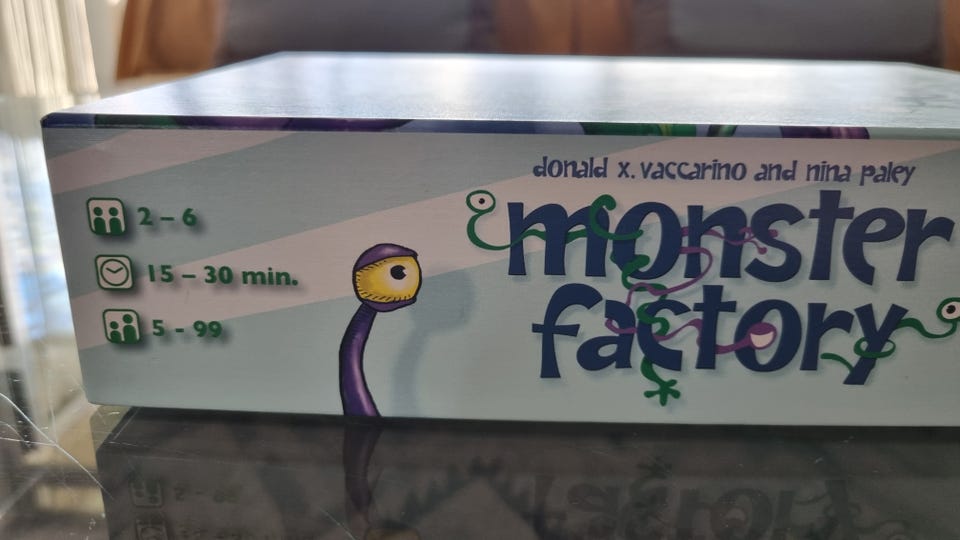 donald x. vaccarino and nina paley
monster
factory
2 – 6
15 – 30 min.
5 - 99